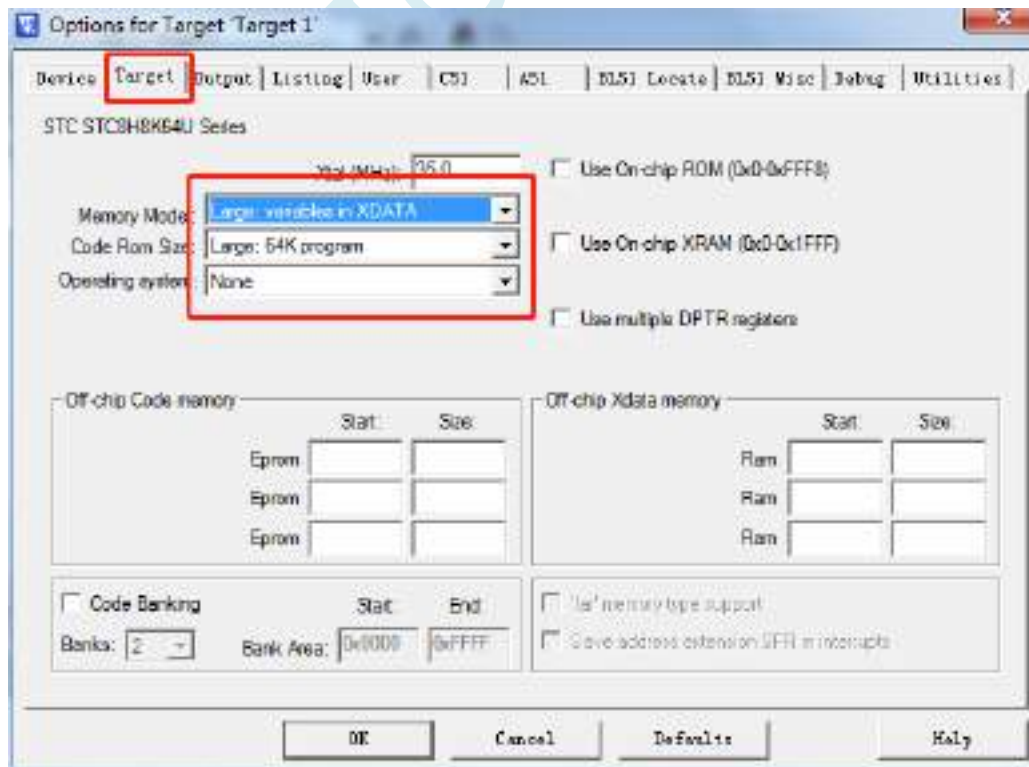 Options for Target 'Target 1'
Device Target Output Listing User C51 A51 BL51 Locate BL51 Misc Debug Utilities
STC STC8H8K64U Series
Xtal (MHz): 35.0
Use On-chip ROM (0x0-0xFFF8)
Memory Mode: Large: variables in XDATA
Code Rom Size: Large: 64K program
Use On-chip XRAM (0x0-0x1FFF)
Operating system: None
Use multiple DPTR registers
Off-chip Code memory
Start: Size:
Eprom
Eprom
Eprom
Off-chip Xdata memory
Start: Size:
Ram
Ram
Ram
Code Banking Start: End:
Banks: 2 Bank Area: 0x0000 0xFFFF
'far' memory type support
Save address extension SFR in interrupts
OK Cancel Defaults Help